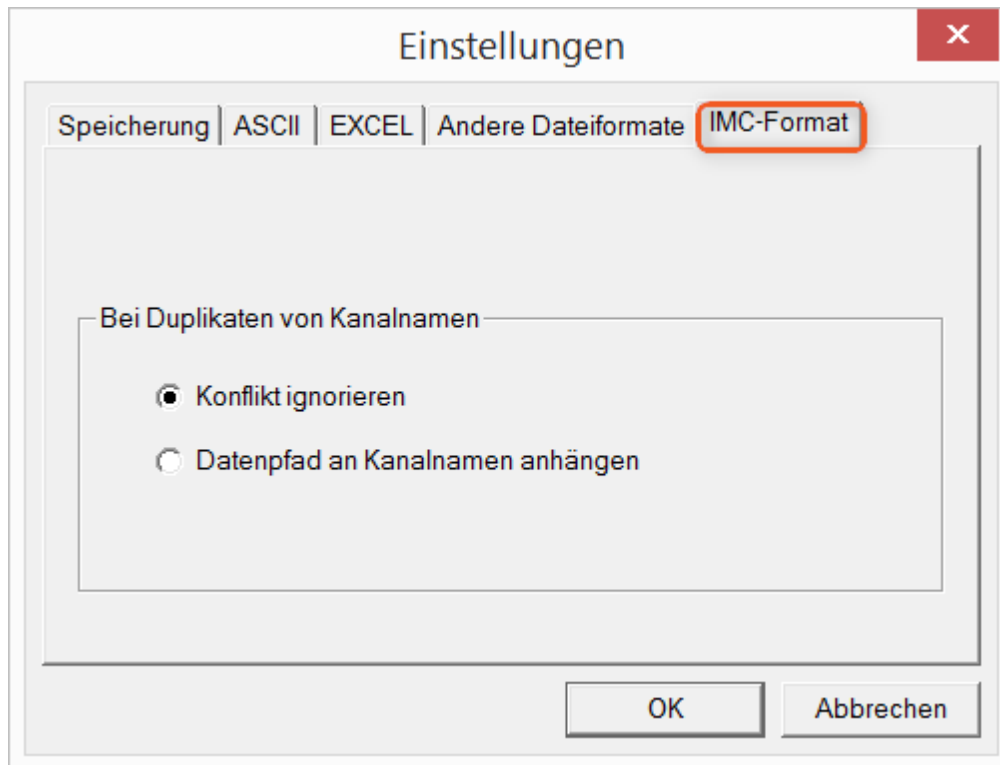 Einstellungen
Speicherung ASCII EXCEL Andere Dateiformate IMC-Format
Bei Duplikaten von Kanalnamen
Konflikt ignorieren
Datenpfad an Kanalnamen anhängen
OK Abbrechen